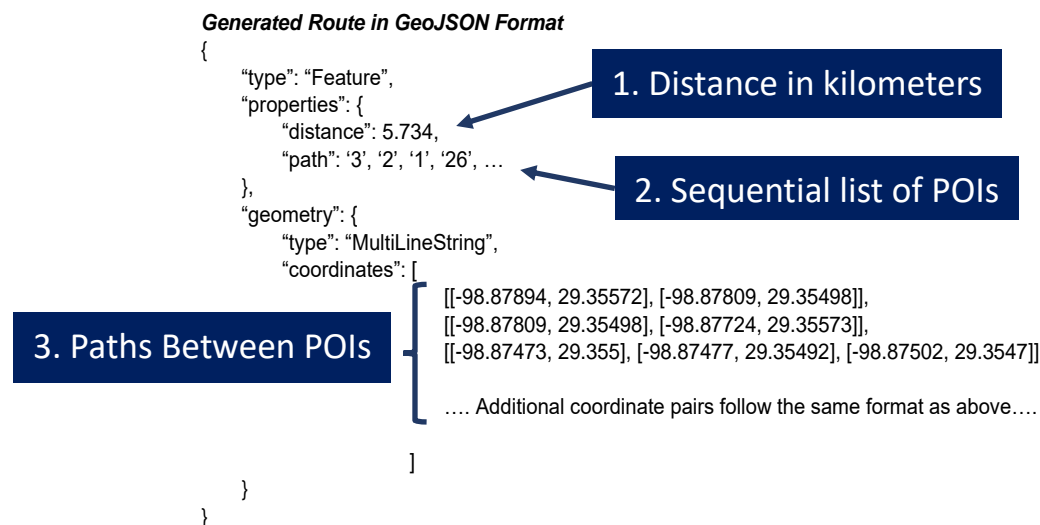 Generated Route in GeoJSON Format
{
“type”: “Feature”,
1. Distance in kilometers
“properties”: {
“distance”: 5.734,
“path”: ‘3’, ‘2’, ‘1’, ‘26’, …
2. Sequential list of POIs
},
“geometry”: {
“type”: “MultiLineString”,
“coordinates”: [
[[-98.87894, 29.35572], [-98.87809, 29.35498]],
[[-98.87809, 29.35498], [-98.87724, 29.35573]],
3. Paths Between POIs
[[-98.87473, 29.355], [-98.87477, 29.35492], [-98.87502, 29.3547]]
…. Additional coordinate pairs follow the same format as above….
]
}
}